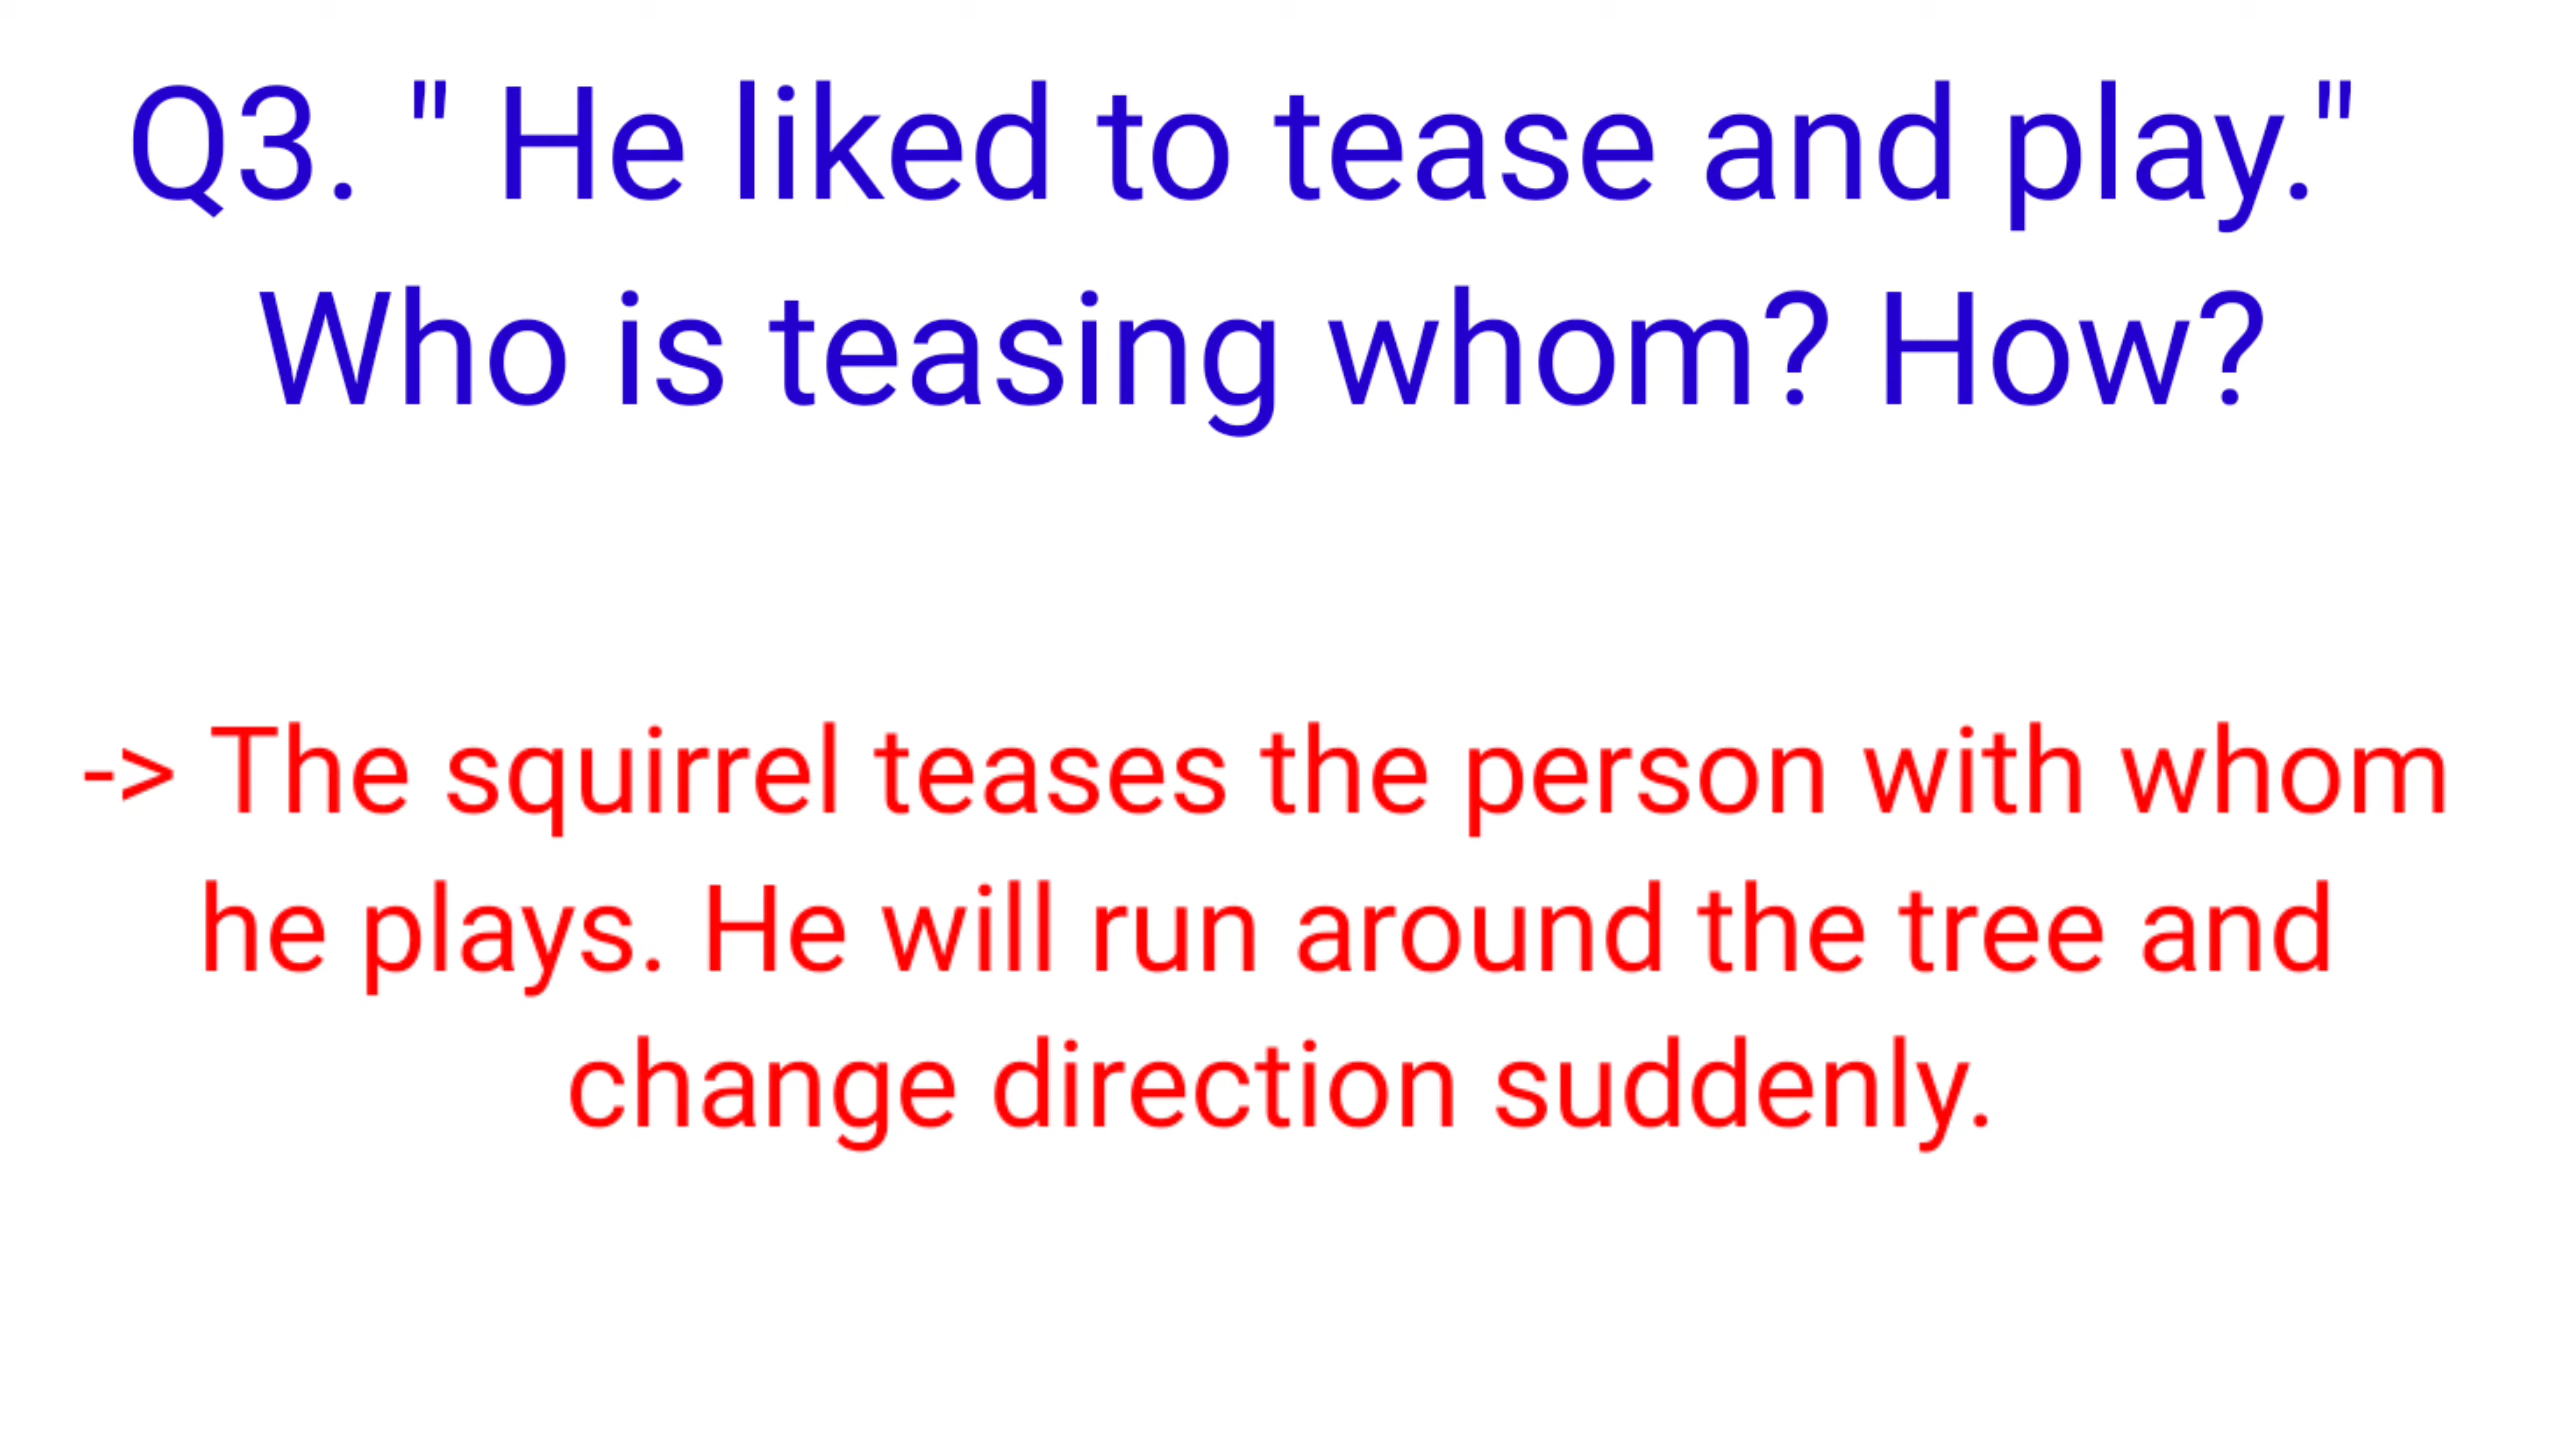 Q3. " He liked to tease and play."
Who is teasing whom? How?
-> The squirrel teases the person with whom
he plays. He will run around the tree and
change direction suddenly.